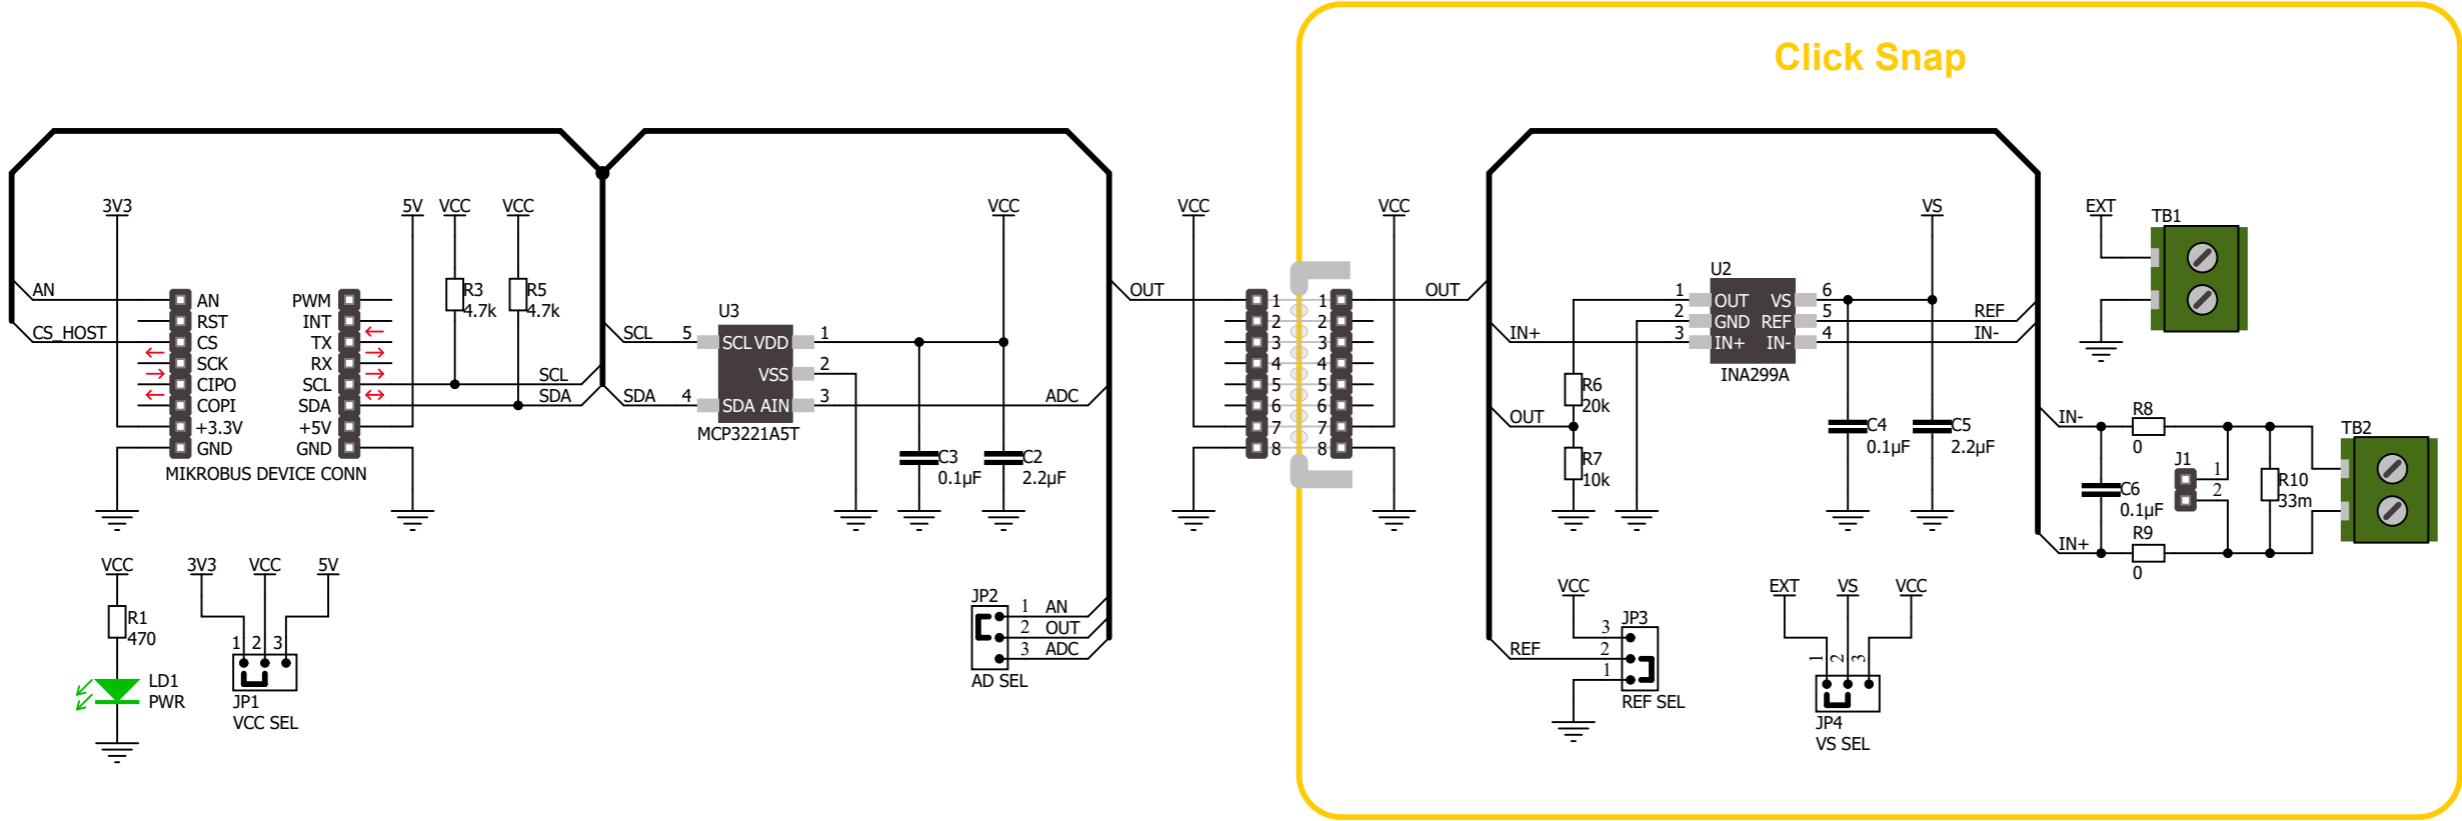 Click Snap
3V3
5V
VCC
VCC
VCC
VCC
VCC
VS
EXT
TB1
AN
CS_HOST
AN
RST
CS
SCK
CIPO
COPI
+3.3V
GND
PWM
INT
TX
RX
SCL
SDA
+5V
GND
MIKROBUS DEVICE CONN
R3
4.7k
R5
4.7k
SCL
SDA
SCL
SDA
U3
5
4
SCL VDD
VSS
SDA AIN
1
2
3
MCP3221A5T
C3
0.1µF
C2
2.2µF
ADC
OUT
1
2
3
4
5
6
7
8
1
2
3
4
5
6
7
8
OUT
IN+
OUT
R6
20k
R7
10k
U2
1
2
3
OUT
GND
IN+
VS
REF
IN-
6
5
4
INA299A
REF
IN-
C4
0.1µF
C5
2.2µF
IN-
IN+
R8
0
C6
0.1µF
R9
0
J1
1
2
R10
33m
TB2
VCC
R1
470
LD1
PWR
3V3
VCC
5V
1
2
3
JP1
VCC SEL
JP2
1
2
3
AN
OUT
ADC
AD SEL
VCC
REF
JP3
3
2
1
REF SEL
EXT
VS
VCC
1
2
3
JP4
VS SEL